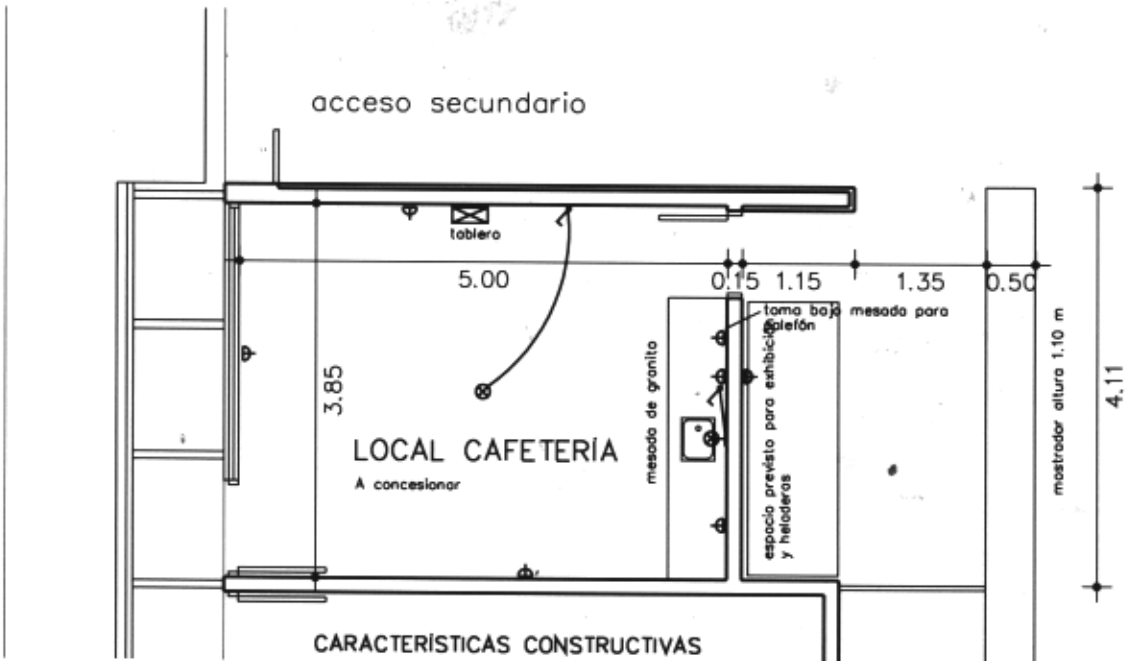 acceso secundario
tablero
5.00
0.15
1.15
1.35
0.50
toma bajo mesada para
calefón
3.85
mesada de granito
espacio previsto para exhibición
y heladeras
mostrador altura 1.10 m
4.11
LOCAL CAFETERÍA
A concesionar
CARACTERÍSTICAS CONSTRUCTIVAS